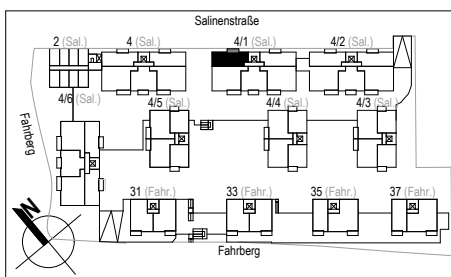 Salinenstraße
2 (Sal.) 4 (Sal.) 4/1 (Sal.) 4/2 (Sal.)
4/6 (Sal.) 4/5 (Sal.) 4/4 (Sal.) 4/3 (Sal.)
Fahrberg
31 (Fahr.) 33 (Fahr.) 35 (Fahr.) 37 (Fahr.)
N
Fahrberg